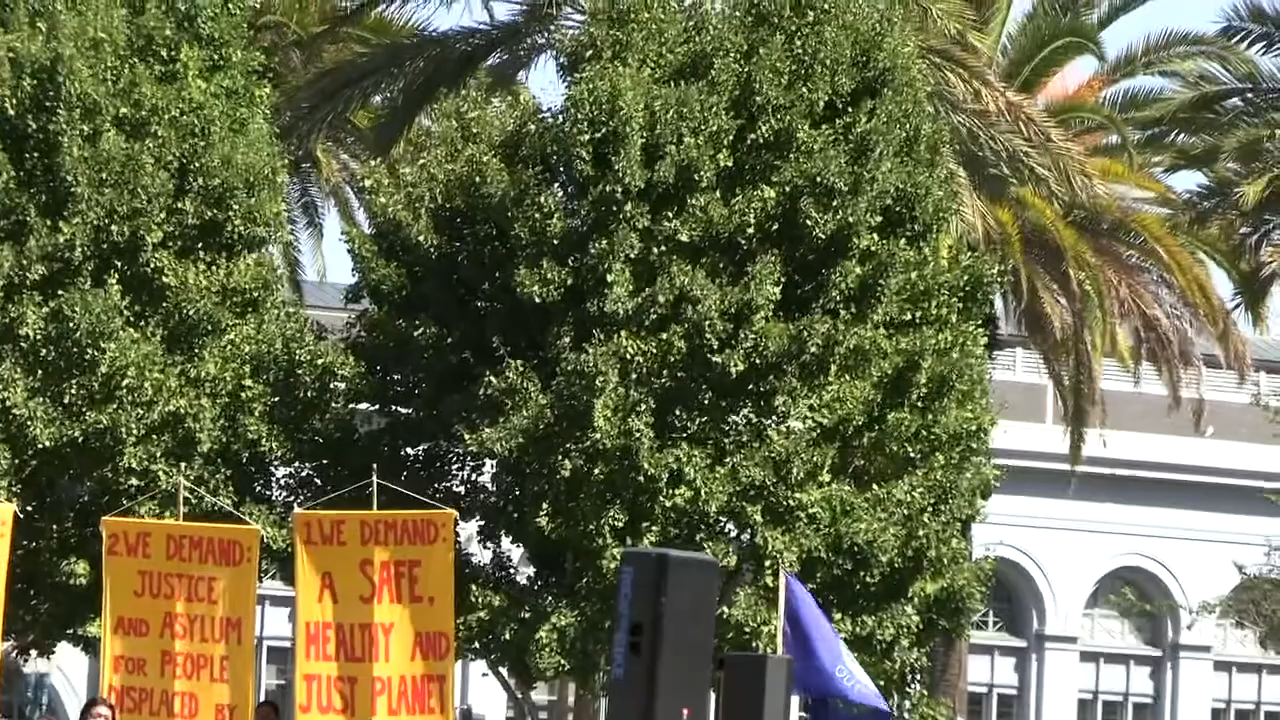 2.WE DEMAND:
JUSTICE
AND ASYLUM
FOR PEOPLE
DISPLACED BY
1.WE DEMAND:
A SAFE,
HEALTHY AND
JUST PLANET